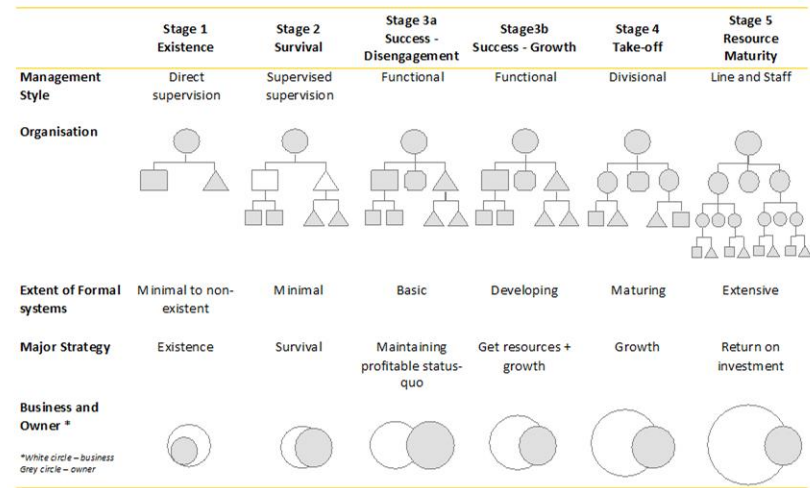 Stage 1
Existence
Stage 2
Survival
Stage 3a
Success -
Disengagement
Stage3b
Success - Growth
Stage 4
Take-off
Stage 5
Resource
Maturity
Management
Style
Direct
supervision
Supervised
supervision
Functional
Functional
Divisional
Line and Staff
Organisation
Extent of Formal
systems
Minimal to non-
existent
Minimal
Basic
Developing
Maturing
Extensive
Major Strategy
Existence
Survival
Maintaining
profitable status-
quo
Get resources +
growth
Growth
Return on
investment
Business and
Owner *
*White circle – business
Grey circle – owner